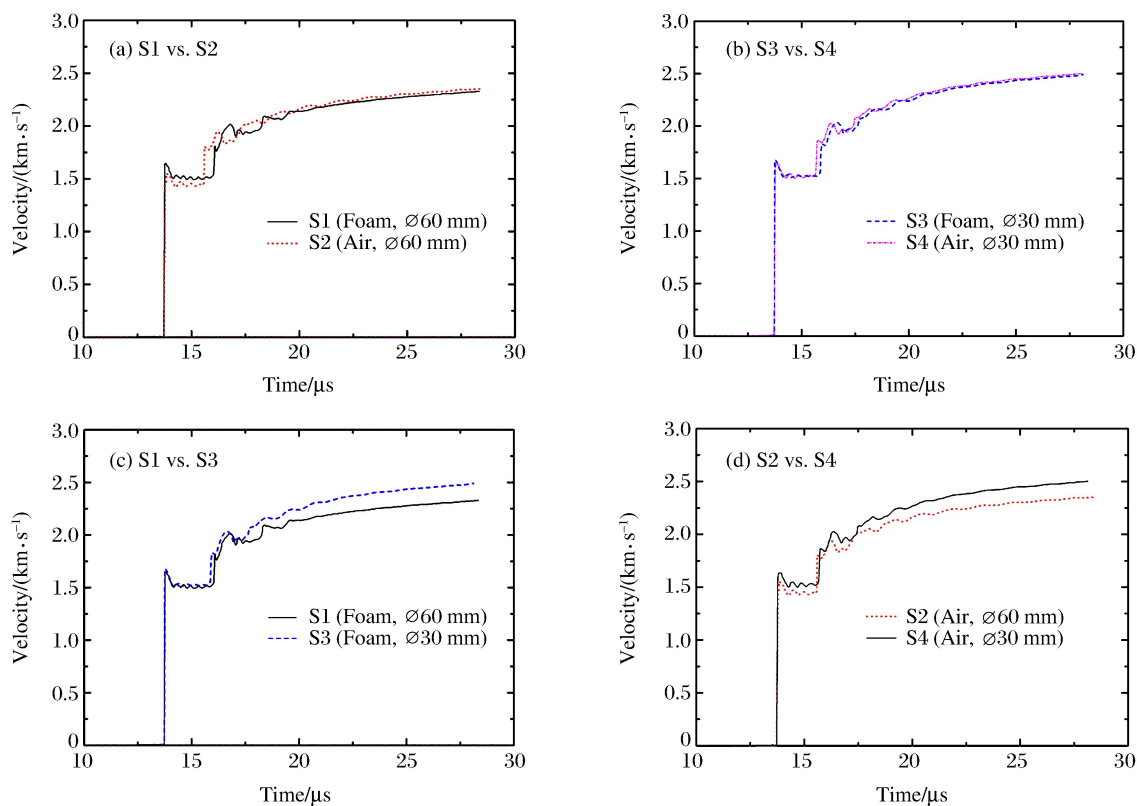 (a) S1 vs. S2
Velocity/(km·s⁻¹)
3.0
2.5
2.0
1.5
1.0
0.5
0
S1 (Foam, ∅60 mm)
S2 (Air, ∅60 mm)
10 15 20 25 30
Time/μs
(b) S3 vs. S4
Velocity/(km·s⁻¹)
3.0
2.5
2.0
1.5
1.0
0.5
0
S3 (Foam, ∅30 mm)
S4 (Air, ∅30 mm)
10 15 20 25 30
Time/μs
(c) S1 vs. S3
Velocity/(km·s⁻¹)
3.0
2.5
2.0
1.5
1.0
0.5
0
S1 (Foam, ∅60 mm)
S3 (Foam, ∅30 mm)
10 15 20 25 30
Time/μs
(d) S2 vs. S4
Velocity/(km·s⁻¹)
3.0
2.5
2.0
1.5
1.0
0.5
0
S2 (Air, ∅60 mm)
S4 (Air, ∅30 mm)
10 15 20 25 30
Time/μs